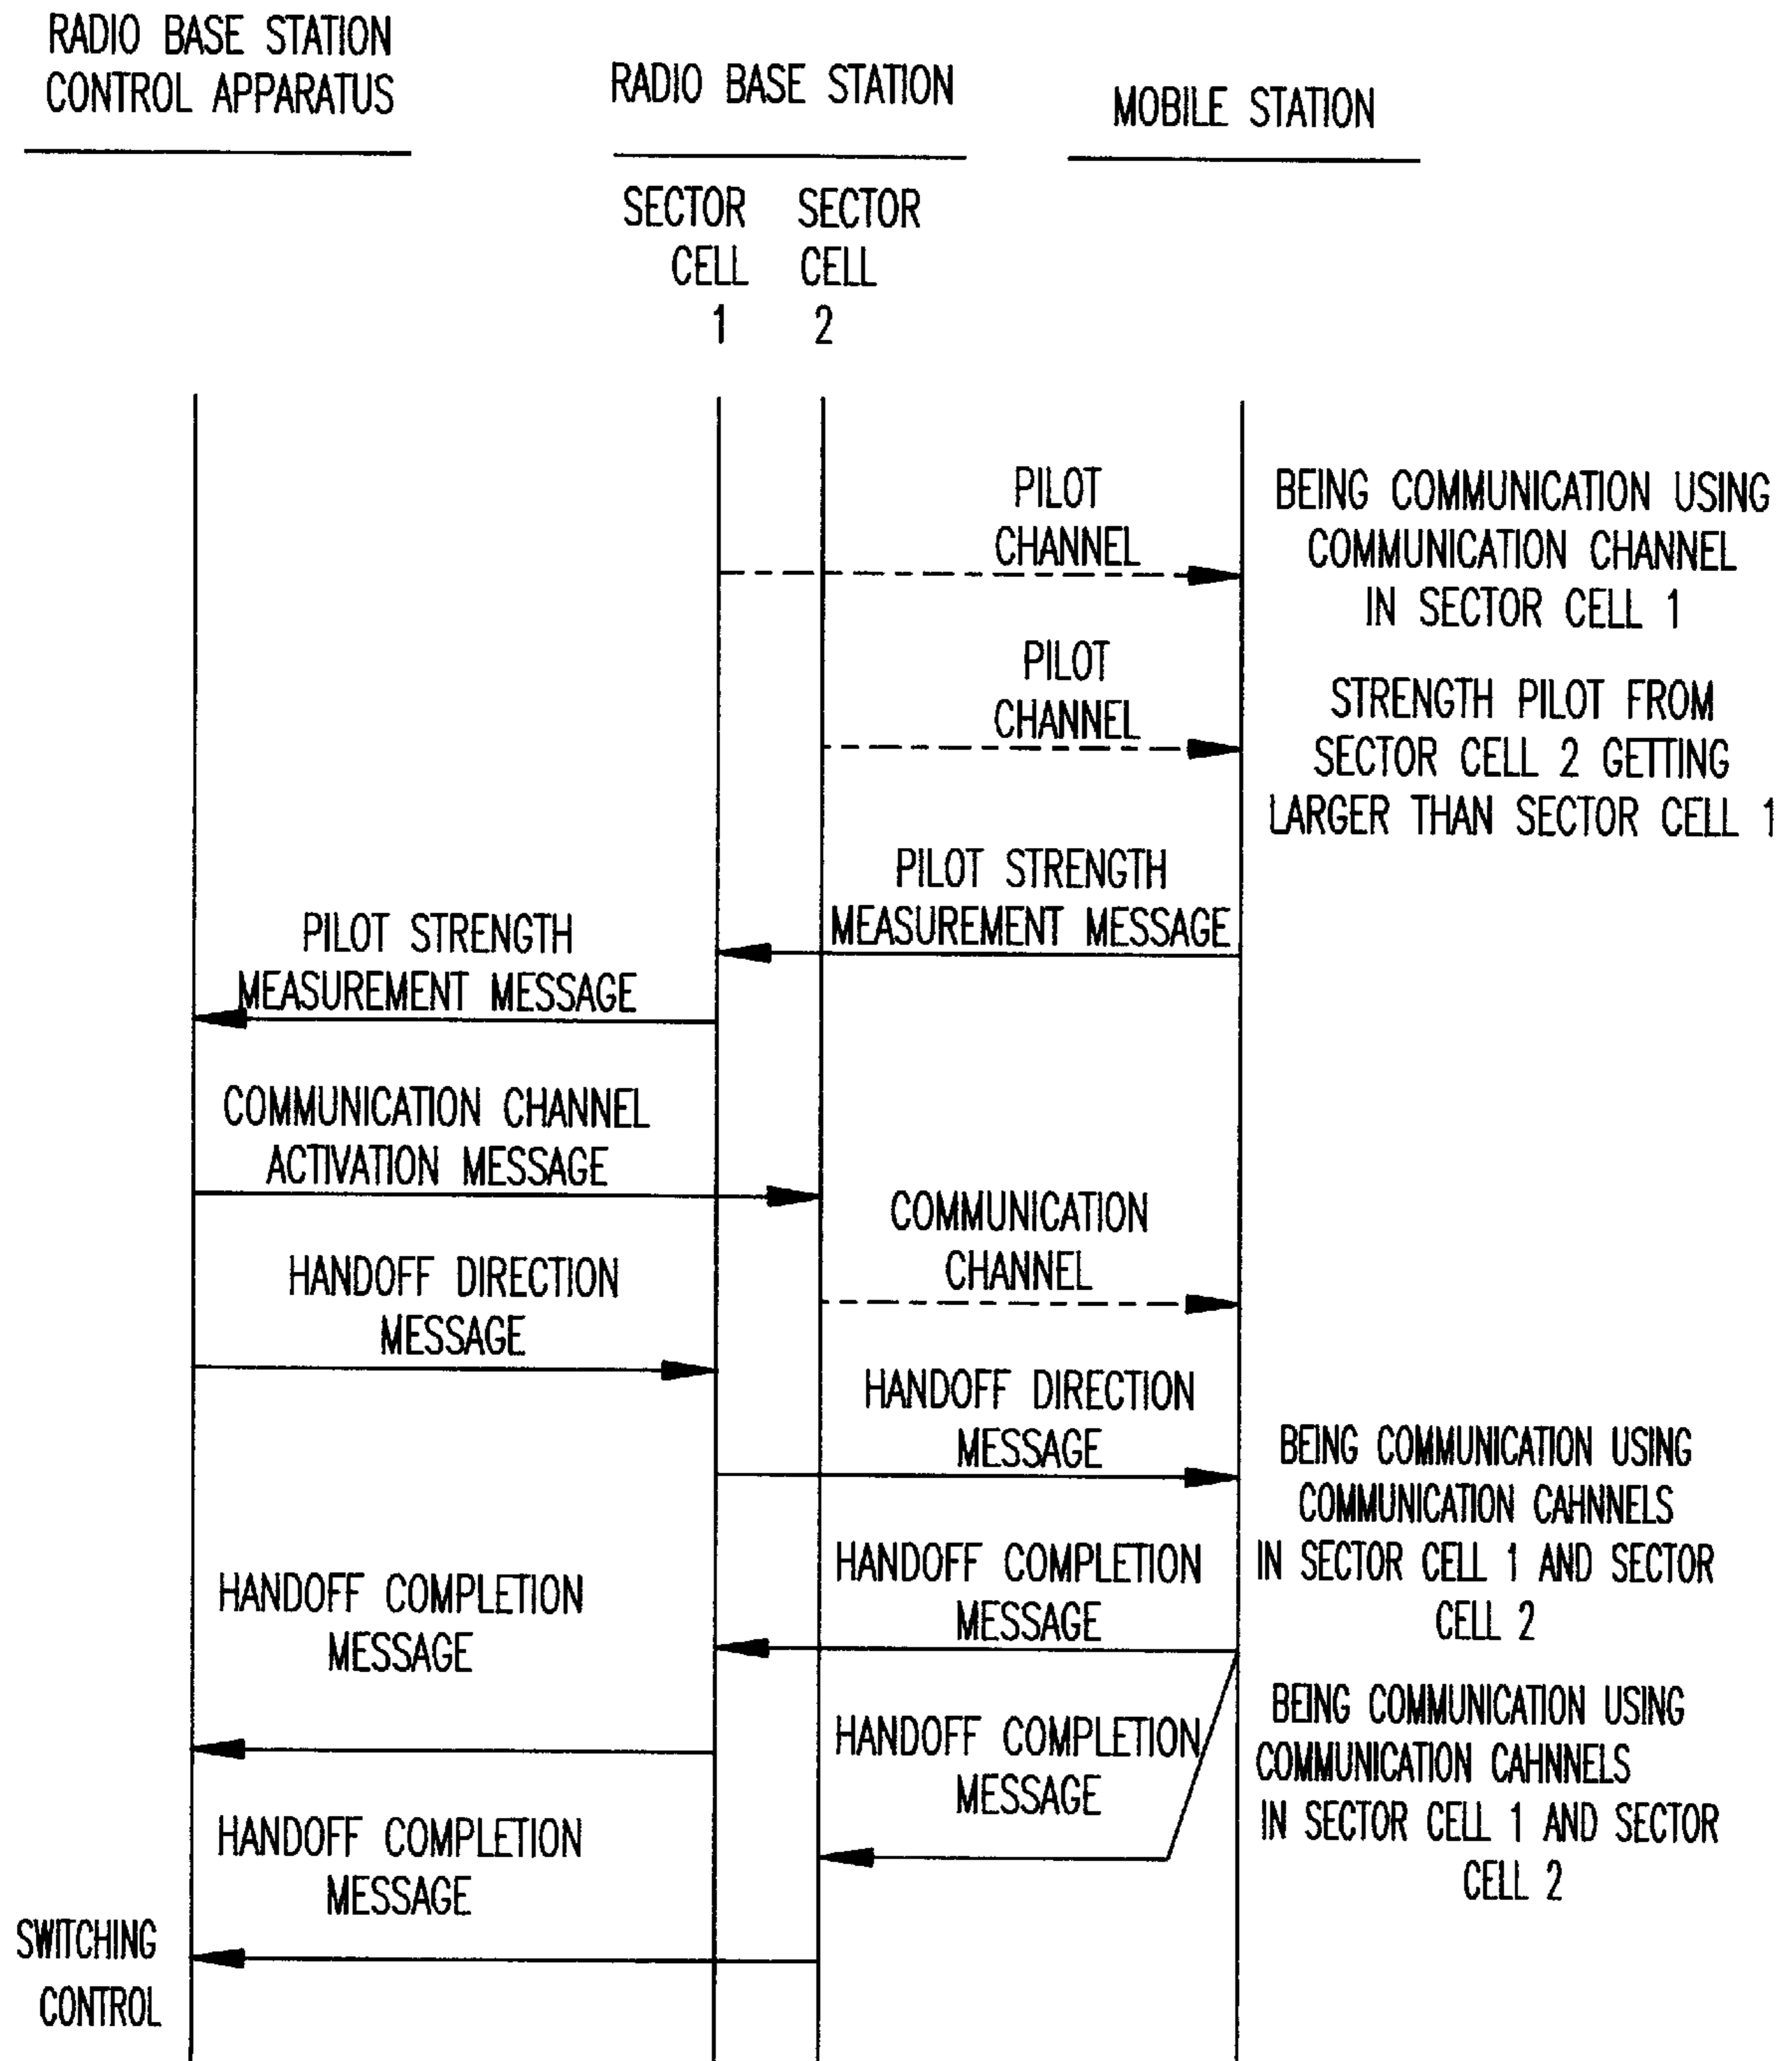 RADIO BASE STATION
CONTROL APPARATUS
RADIO BASE STATION
MOBILE STATION
SECTOR
CELL
1
SECTOR
CELL
2
PILOT
CHANNEL
BEING COMMUNICATION USING
COMMUNICATION CHANNEL
IN SECTOR CELL 1
PILOT
CHANNEL
STRENGTH PILOT FROM
SECTOR CELL 2 GETTING
LARGER THAN SECTOR CELL 1
PILOT STRENGTH
MEASUREMENT MESSAGE
PILOT STRENGTH
MEASUREMENT MESSAGE
COMMUNICATION CHANNEL
ACTIVATION MESSAGE
COMMUNICATION
CHANNEL
HANDOFF DIRECTION
MESSAGE
HANDOFF DIRECTION
MESSAGE
BEING COMMUNICATION USING
COMMUNICATION CAHNNELS
IN SECTOR CELL 1 AND SECTOR
CELL 2
HANDOFF COMPLETION
MESSAGE
HANDOFF COMPLETION
MESSAGE
HANDOFF COMPLETION
MESSAGE
BEING COMMUNICATION USING
COMMUNICATION CAHNNELS
IN SECTOR CELL 1 AND SECTOR
CELL 2
HANDOFF COMPLETION
MESSAGE
SWITCHING
CONTROL